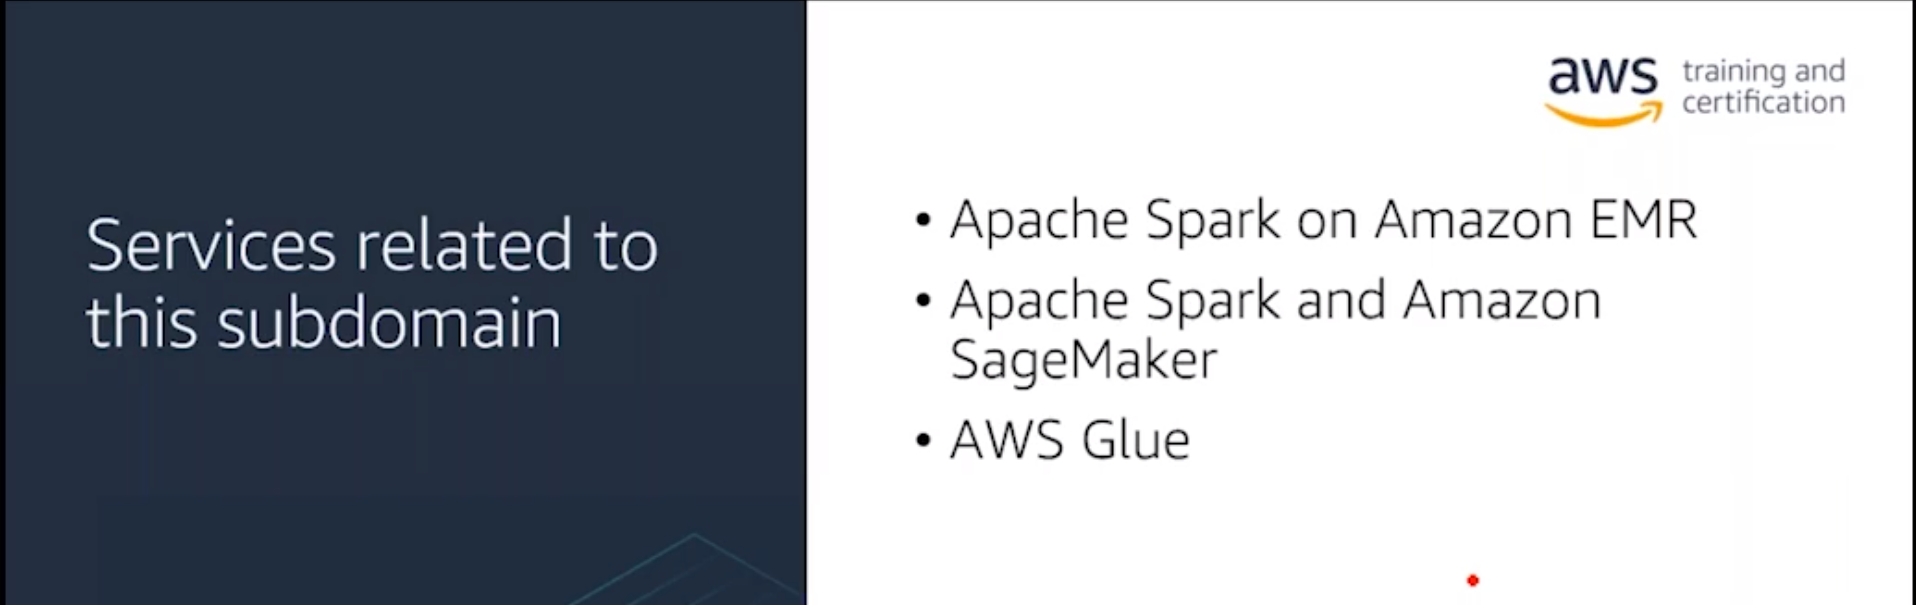 Services related to
this subdomain
aws training and
certification
• Apache Spark on Amazon EMR
• Apache Spark and Amazon
SageMaker
• AWS Glue